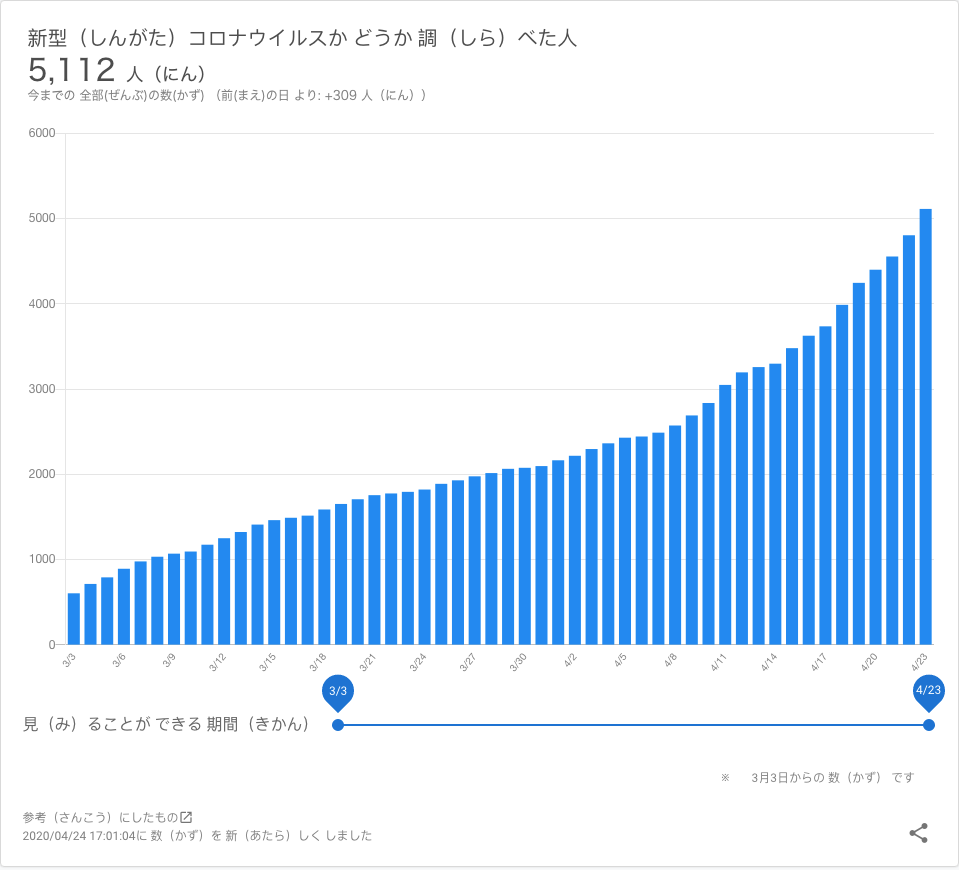 新型（しんがた）コロナウイルスか どうか 調（しら）べた人
5,112 人（にん）
今までの 全部(ぜんぶ)の数(かず) （前(まえ)の日 より: +309 人（にん））
6000
5000
4000
3000
2000
1000
0
3/3 3/6 3/9 3/12 3/15 3/18 3/21 3/24 3/27 3/30 4/2 4/5 4/8 4/11 4/14 4/17 4/20 4/23
3/3 4/23
見（み）ることが できる 期間（きかん）
※ 3月3日からの 数（かず） です
参考（さんこう）にしたもの
2020/04/24 17:01:04に 数（かず）を 新（あたら）しく しました